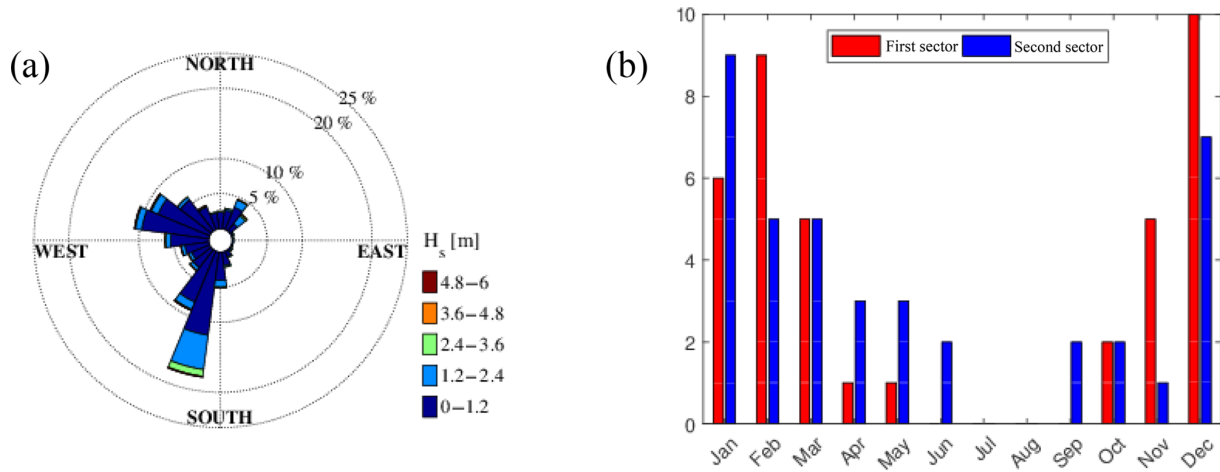 (a)
NORTH
25 %
20 %
10 %
5 %
WEST
EAST
SOUTH
H_s [m]
4.8−6
3.6−4.8
2.4−3.6
1.2−2.4
0−1.2
(b)
First sector
Second sector
10
8
6
4
2
0
Jan Feb Mar Apr May Jun Jul Aug Sep Oct Nov Dec